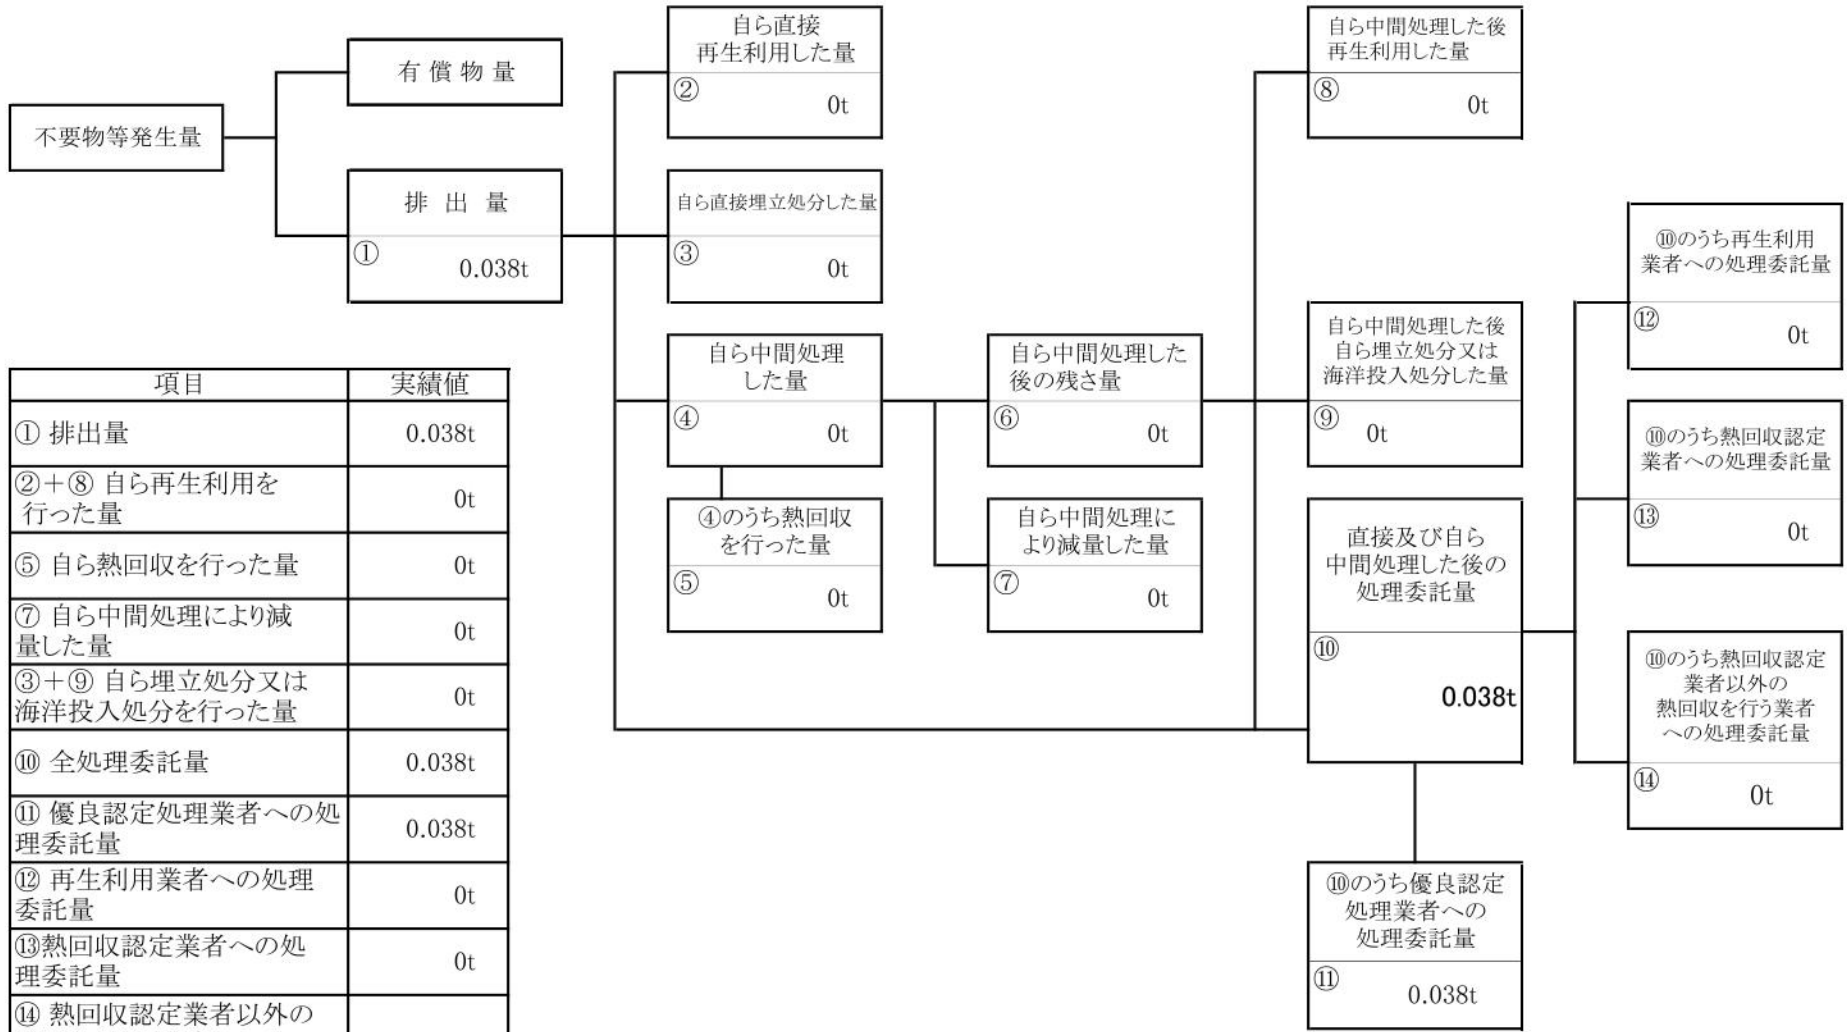 不要物等発生量
有償物量
排出量
①
0.038t
自ら直接
再生利用した量
②
0t
自ら直接埋立処分した量
③
0t
自ら中間処理
した量
④
0t
④のうち熱回収
を行った量
⑤
0t
自ら中間処理した
後の残さ量
⑥
0t
自ら中間処理に
より減量した量
⑦
0t
自ら中間処理した後
再生利用した量
⑧
0t
自ら中間処理した後
自ら埋立処分又は
海洋投入処分した量
⑨
0t
直接及び自ら
中間処理した後の
処理委託量
⑩
0.038t
⑩のうち優良認定
処理業者への
処理委託量
⑪
0.038t
⑩のうち再生利用
業者への処理委託量
⑫
0t
⑩のうち熱回収認定
業者への処理委託量
⑬
0t
⑩のうち熱回収認定
業者以外の
熱回収を行う業者
への処理委託量
⑭
0t
項目 実績値
① 排出量 0.038t
②+⑧ 自ら再生利用を
行った量 0t
⑤ 自ら熱回収を行った量 0t
⑦ 自ら中間処理により減
量した量 0t
③+⑨ 自ら埋立処分又は
海洋投入処分を行った量 0t
⑩ 全処理委託量 0.038t
⑪ 優良認定処理業者への処
理委託量 0.038t
⑫ 再生利用業者への処理
委託量 0t
⑬熱回収認定業者への処
理委託量 0t
⑭ 熱回収認定業者以外の